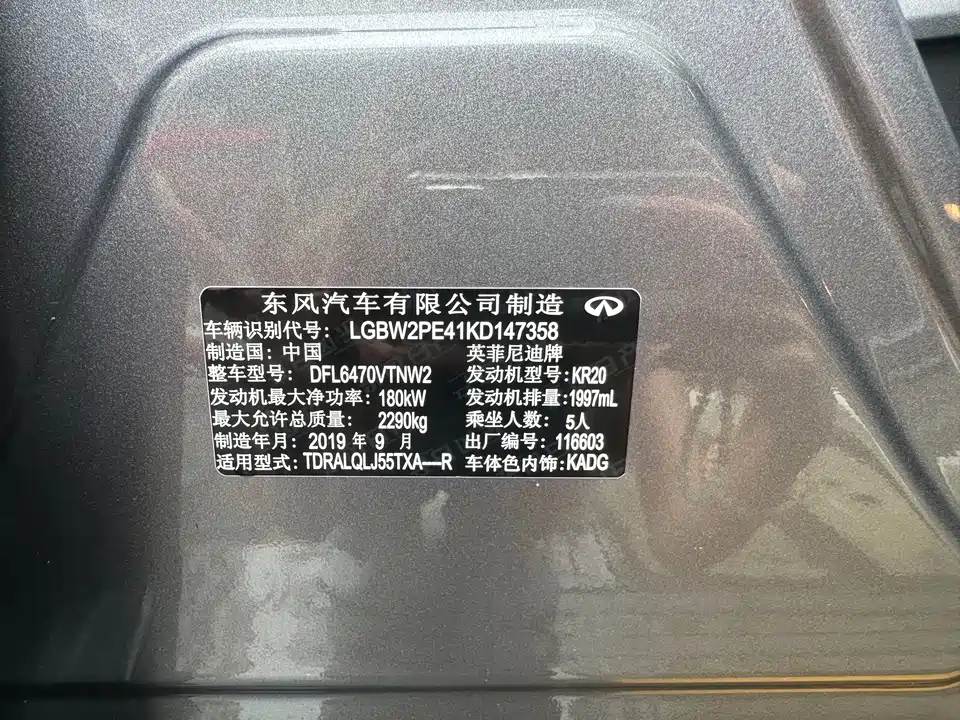 东风汽车有限公司制造
车辆识别代号: LGBW2PE41KD147358
制造国: 中国 英菲尼迪牌
整车型号: DFL6470VTNW2 发动机型号:KR20
发动机最大净功率: 180kW 发动机排量:1997mL
最大允许总质量: 2290kg 乘坐人数: 5人
制造年月: 2019 年 9 月 出厂编号: 116603
适用型式: TDRALQLJ55TXA—R 车体色内饰:KADG